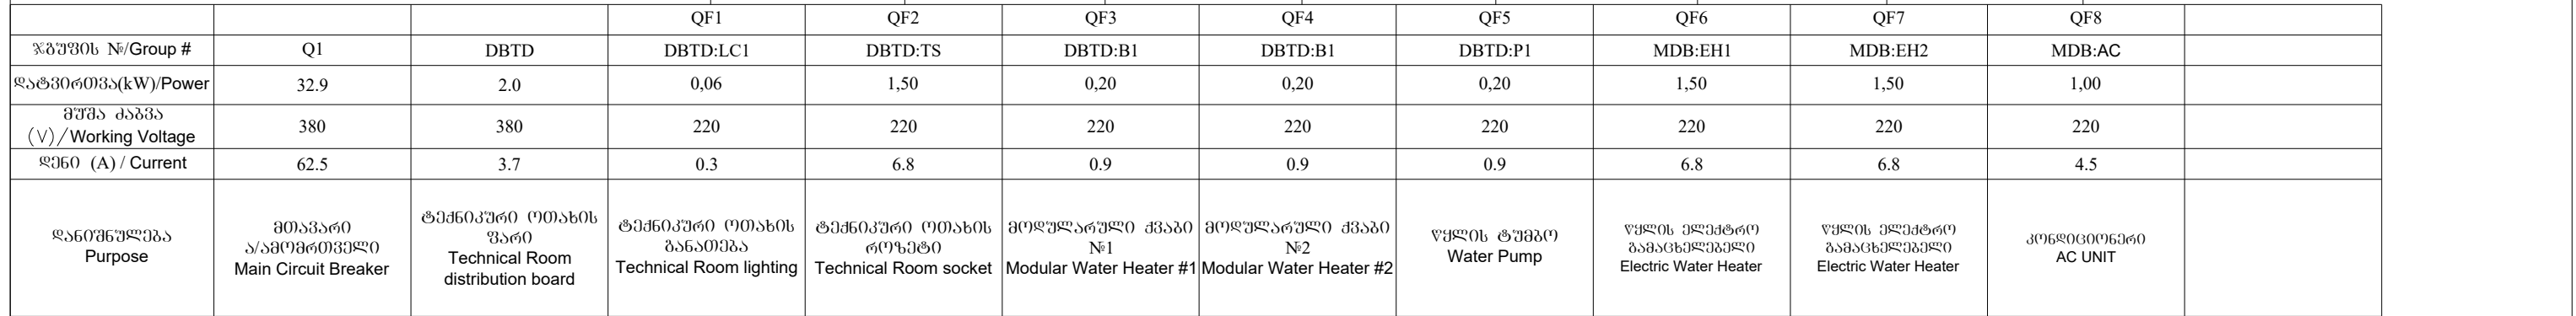 QF1 QF2 QF3 QF4 QF5 QF6 QF7 QF8
ჯგუფის №/Group # Q1 DBTD DBTD:LC1 DBTD:TS DBTD:B1 DBTD:B1 DBTD:P1 MDB:EH1 MDB:EH2 MDB:AC
დატვირთვა(kW)/Power 32.9 2.0 0,06 1,50 0,20 0,20 0,20 1,50 1,50 1,00
მუშა ძაბვა
(V)/Working Voltage 380 380 220 220 220 220 220 220 220 220
დენი (A) / Current 62.5 3.7 0.3 6.8 0.9 0.9 0.9 6.8 6.8 4.5
დანიშნულება
Purpose
მთავარი
ა/ამომრთველი
Main Circuit Breaker
ტექნიკური ოთახის
ფარი
Technical Room
distribution board
ტექნიკური ოთახის
განათება
Technical Room lighting
ტექნიკური ოთახის
როზეტი
Technical Room socket
მოდულარული ქვაბი
№1
Modular Water Heater #1
მოდულარული ქვაბი
№2
Modular Water Heater #2
წყლის ტუმბო
Water Pump
წყლის ელექტრო
გამაცხელებელი
Electric Water Heater
წყლის ელექტრო
გამაცხელებელი
Electric Water Heater
კონდიციონერი
AC UNIT